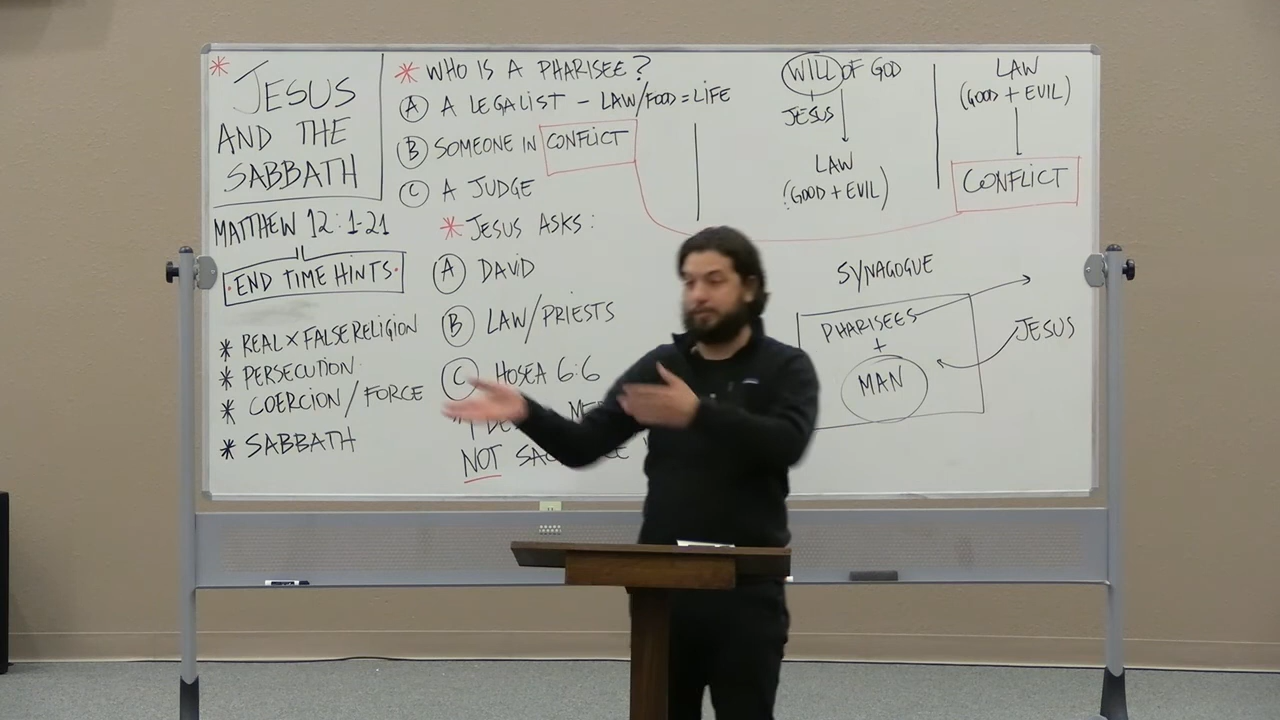 * JESUS
AND THE
SABBATH
MATTHEW 12:1-21
• END TIME HINTS •
* REAL × FALSE RELIGION
* PERSECUTION
* COERCION / FORCE
* SABBATH
* WHO IS A PHARISEE?
A A LEGALIST - LAW/FOOD = LIFE
B SOMEONE IN CONFLICT
C A JUDGE
* JESUS ASKS:
A DAVID
B LAW/PRIESTS
C HOSEA 6:6
NOT
WILL OF GOD
JESUS
LAW
(GOOD + EVIL)
LAW
(GOOD + EVIL)
CONFLICT
SYNAGOGUE
PHARISEES
+
MAN
JESUS